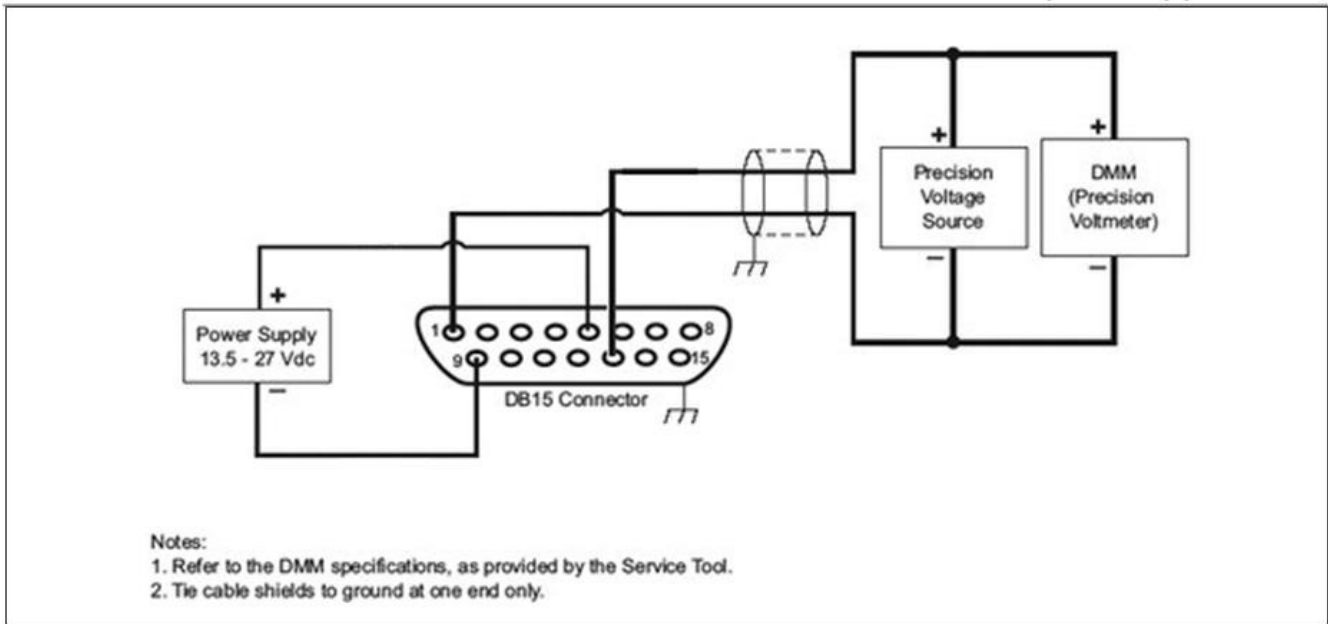 +
+
Precision
Voltage
Source
DMM
(Precision
Voltmeter)
−
−
+
Power Supply
13.5 - 27 Vdc
−
1
8
9
15
DB15 Connector
Notes:
1. Refer to the DMM specifications, as provided by the Service Tool.
2. Tie cable shields to ground at one end only.